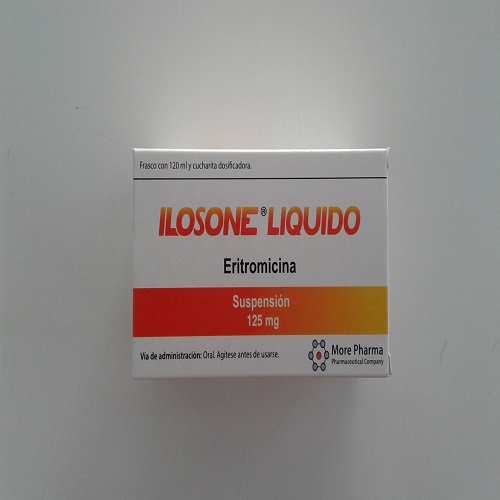 Frasco con 120 ml y cucharita dosificadora.
ILOSONE® LIQUIDO
Eritromicina
Suspensión
125 mg
Vía de administración: Oral. Agítese antes de usarse.
More Pharma
Pharmaceutical Company